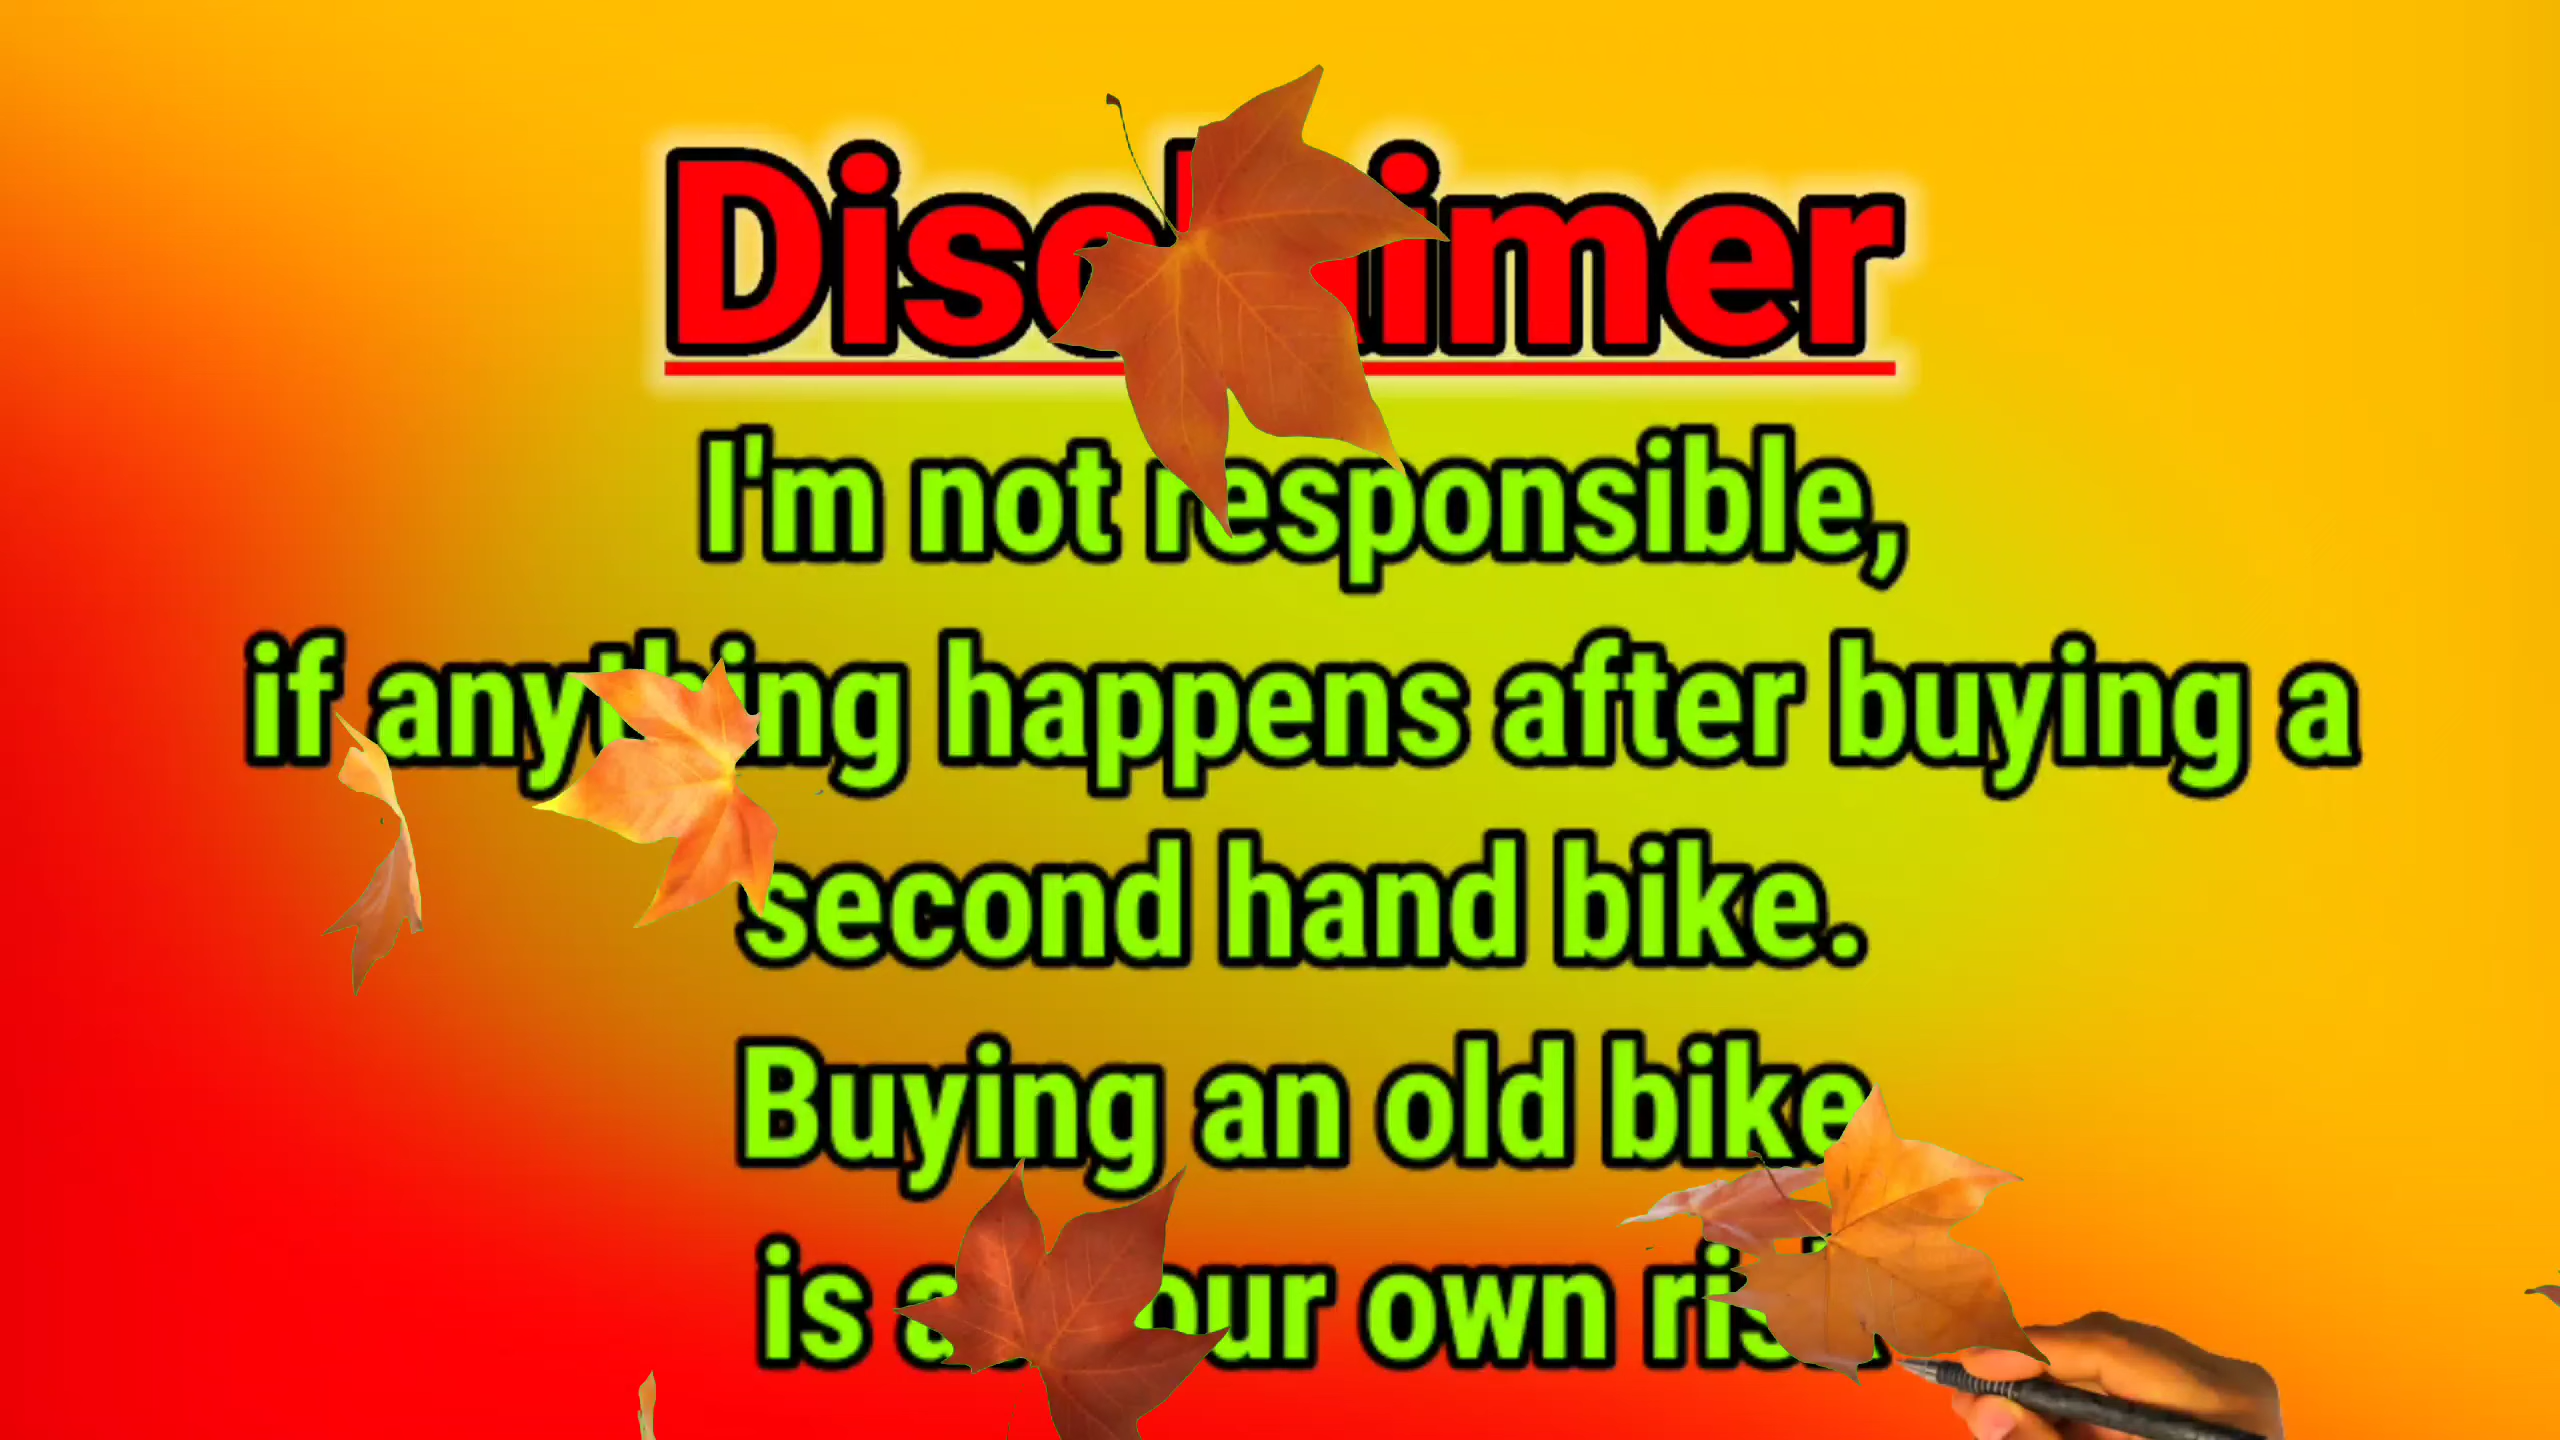 Disclaimer
I'm not responsible,
if anything happens after buying a
second hand bike.
Buying an old bike
is at your own risk